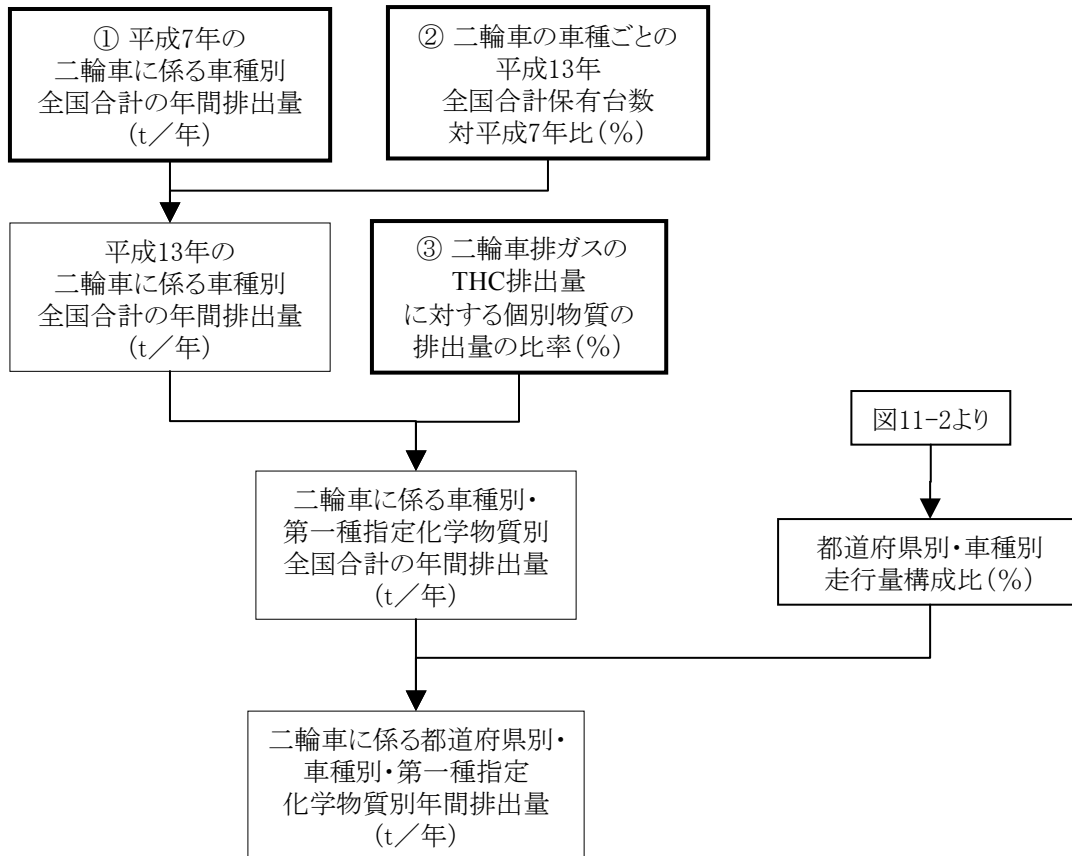 ① 平成7年の
二輪車に係る車種別
全国合計の年間排出量
(t/年)
② 二輪車の車種ごとの
平成13年
全国合計保有台数
対平成7年比(%)
平成13年の
二輪車に係る車種別
全国合計の年間排出量
(t/年)
③ 二輪車排ガスの
THC排出量
に対する個別物質の
排出量の比率(%)
図11-2より
二輪車に係る車種別・
第一種指定化学物質別
全国合計の年間排出量
(t/年)
都道府県別・車種別
走行量構成比(%)
二輪車に係る都道府県別・
車種別・第一種指定
化学物質別年間排出量
(t/年)